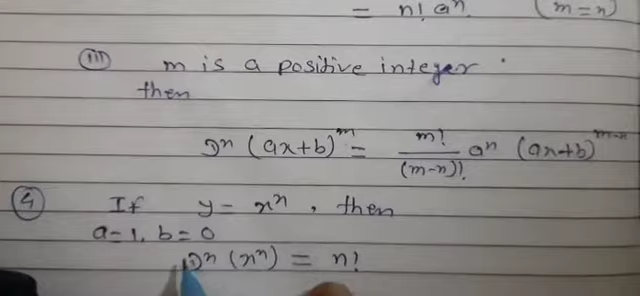 = n! aⁿ (m=n)
(iii) m is a positive integer.
then
Dⁿ (ax+b)ᵐ = m!/(m-n)! aⁿ (ax+b)ᵐ⁻ⁿ
(4) If y = xⁿ, then
a=1, b=0
Dⁿ (xⁿ) = n!